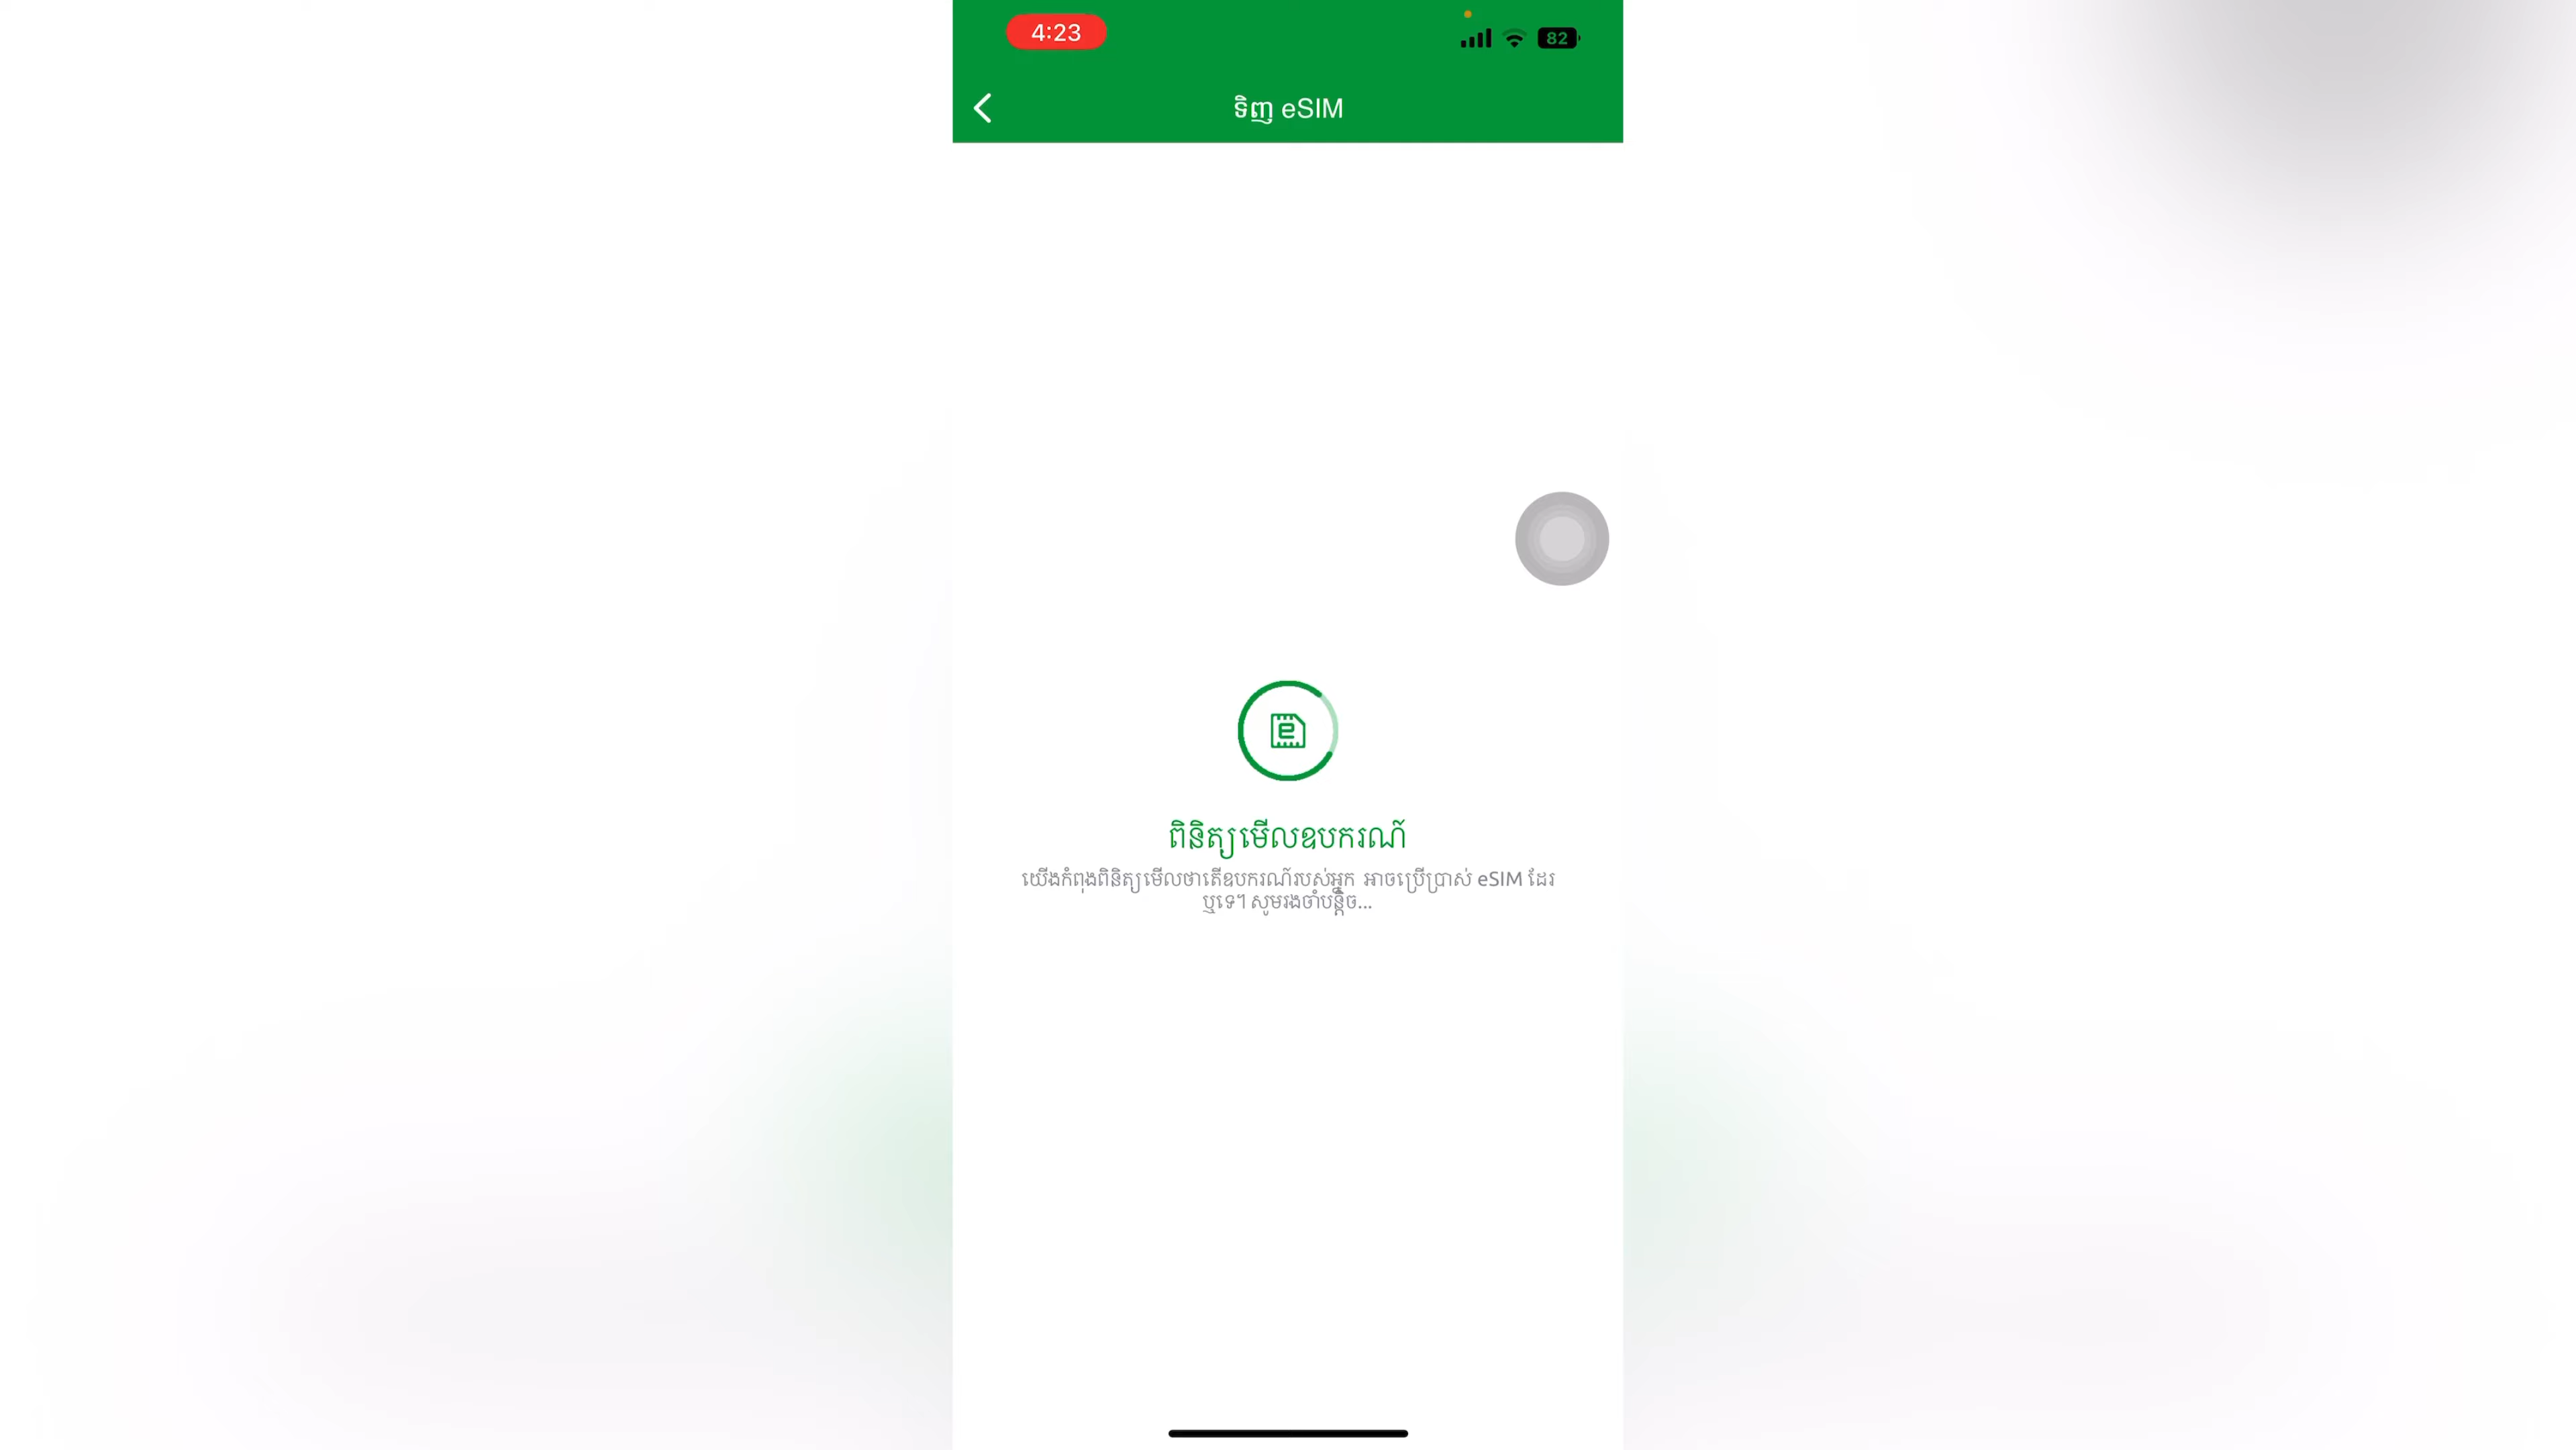 4:23
82
ទិញ eSIM
ពិនិត្យមើលឧបករណ៍
យើងកំពុងពិនិត្យមើលថាតើឧបករណ៍របស់អ្នក អាចប្រើប្រាស់ eSIM ដែរ
ឬទេ។ សូមរងចាំបន្តិច...